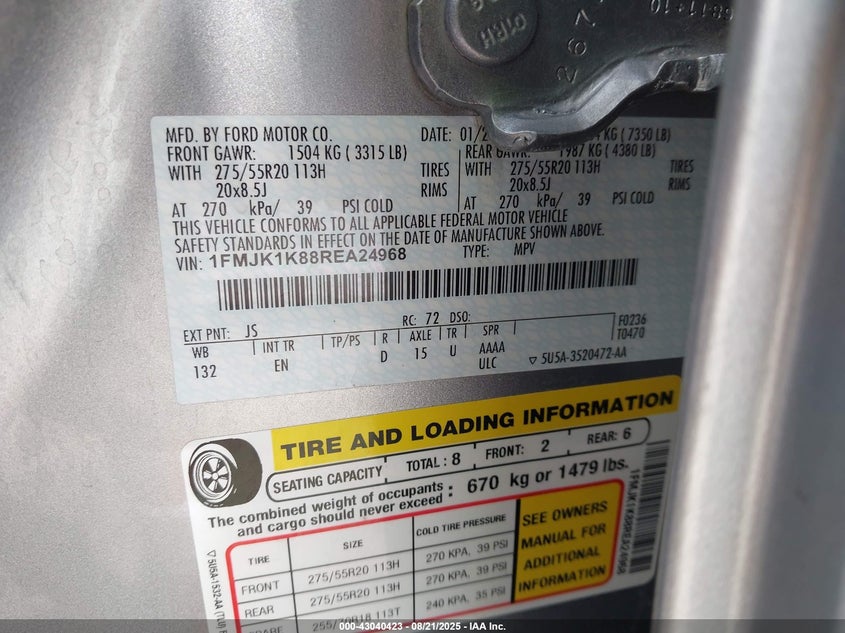 01RH
MFD. BY FORD MOTOR CO. DATE: 01/2 KG ( 7350 LB)
FRONT GAWR: 1504 KG ( 3315 LB) REAR GAWR: 1987 KG ( 4380 LB)
WITH 275/55R20 113H TIRES WITH 275/55R20 113H TIRES
20x8.5J RIMS 20x8.5J RIMS
AT 270 kPa/ 39 PSI COLD AT 270 kPa/ 39 PSI COLD
THIS VEHICLE CONFORMS TO ALL APPLICABLE FEDERAL MOTOR VEHICLE
SAFETY STANDARDS IN EFFECT ON THE DATE OF MANUFACTURE SHOWN ABOVE.
VIN: 1FMJK1K88REA24968 TYPE: MPV
EXT PNT: JS RC: 72 DSO: F0236
T0470
WB INT TR TP/PS R AXLE TR SPR
132 EN D 15 U AAAA
ULC ▽ 5U5A-3520472-AA
TIRE AND LOADING INFORMATION
SEATING CAPACITY TOTAL : 8 FRONT: 2 REAR: 6
The combined weight of occupants and cargo should never exceed : 670 kg or 1479 lbs.
TIRE SIZE COLD TIRE PRESSURE
FRONT 275/55R20 113H 270 KPA, 39 PSI
REAR 275/55R20 113H 270 KPA, 39 PSI
255/70R18 113T 240 KPA, 35 PSI
SEE OWNERS
MANUAL FOR
ADDITIONAL
INFORMATION
1FMJK1K88REA24968
▽ 5U5A-1532-AA
000-43040423 - 08/21/2025 - IAA Inc.